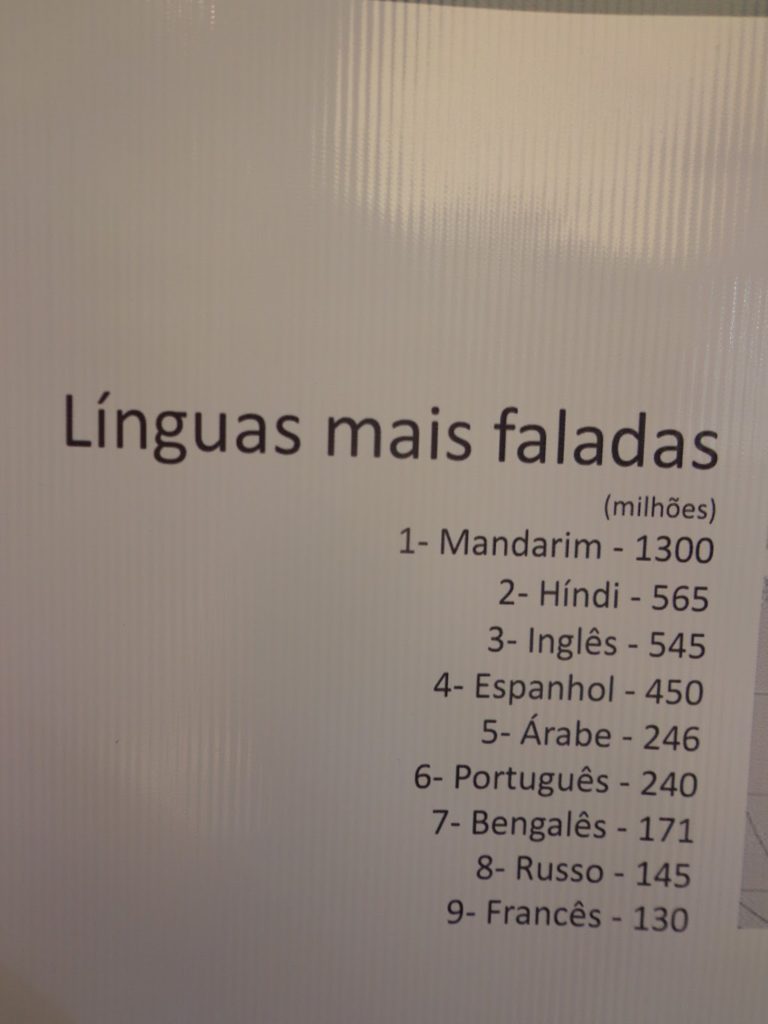 Línguas mais faladas
(milhões)
1- Mandarim - 1300
2- Híndi - 565
3- Inglês - 545
4- Espanhol - 450
5- Árabe - 246
6- Português - 240
7- Bengalês - 171
8- Russo - 145
9- Francês - 130